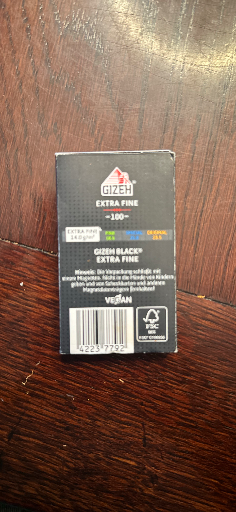 GIZEH®
EXTRA FINE
-100-
EXTRA FINE
14.0 g/m²
GIZEH BLACK®
EXTRA FINE
Hinweis: Die Verpackung schließt mit
einem Magneten. Nicht in die Hände von Kindern
geben und von Scheckkarten und anderen
Magnetdatenträgern fernhalten!
VEGAN
4223 7792
FSC
MIX